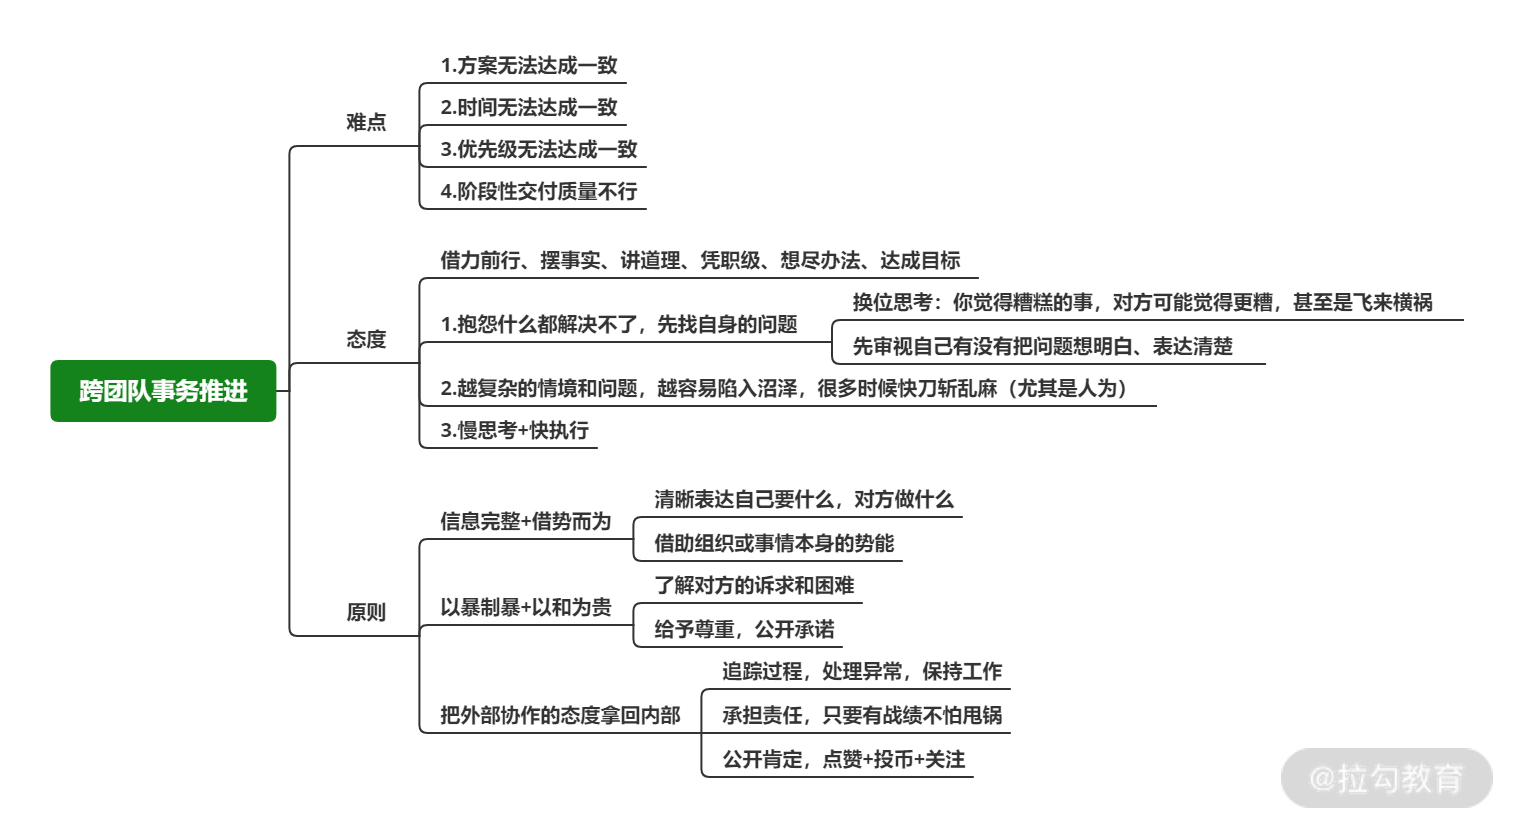 跨团队事务推进
难点
1.方案无法达成一致
2.时间无法达成一致
3.优先级无法达成一致
4.阶段性交付质量不行
态度
借力前行、摆事实、讲道理、凭职级、想尽办法、达成目标
1.抱怨什么都解决不了，先找自身的问题
换位思考：你觉得糟糕的事，对方可能觉得更糟，甚至是飞来横祸
先审视自己有没有把问题想明白、表达清楚
2.越复杂的情境和问题，越容易陷入沼泽，很多时候快刀斩乱麻（尤其是人为）
3.慢思考+快执行
原则
信息完整+借势而为
清晰表达自己要什么，对方做什么
借助组织或事情本身的势能
以暴制暴+以和为贵
了解对方的诉求和困难
给予尊重，公开承诺
把外部协作的态度拿回内部
追踪过程，处理异常，保持工作
承担责任，只要有战绩不怕甩锅
公开肯定，点赞+投币+关注
@拉勾教育